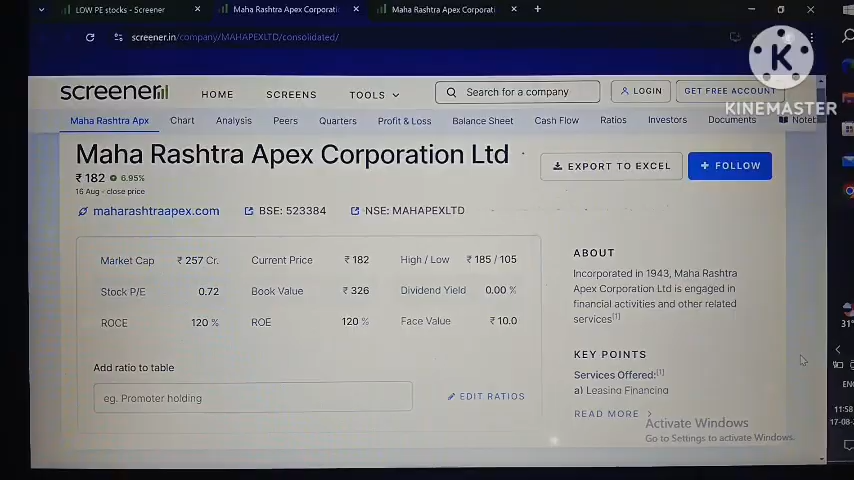 LOW PE stocks - Screener
Maha Rashtra Apex Corporati
Maha Rashtra Apex Corporati
screener.in/company/MAHAPEXLTD/consolidated/
screener
HOME
SCREENS
TOOLS
Search for a company
LOGIN
GET FREE ACCOUNT
K
KINEMASTER
Maha Rashtra Apx
Chart
Analysis
Peers
Quarters
Profit & Loss
Balance Sheet
Cash Flow
Ratios
Investors
Documents
Maha Rashtra Apex Corporation Ltd
EXPORT TO EXCEL
+ FOLLOW
₹ 182 6.95%
16 Aug - close price
maharashtraapex.com
BSE: 523384
NSE: MAHAPEXLTD
Market Cap ₹ 257 Cr.
Current Price ₹ 182
High / Low ₹ 185 / 105
Stock P/E 0.72
Book Value ₹ 326
Dividend Yield 0.00 %
ROCE 120 %
ROE 120 %
Face Value ₹ 10.0
Add ratio to table
eg. Promoter holding
EDIT RATIOS
ABOUT
Incorporated in 1943, Maha Rashtra
Apex Corporation Ltd is engaged in
financial activities and other related
services[1]
KEY POINTS
Services Offered:[1]
a) Leasing Financing
READ MORE
Activate Windows
Go to Settings to activate Windows.
31°
ENG
11:58
17-08-2